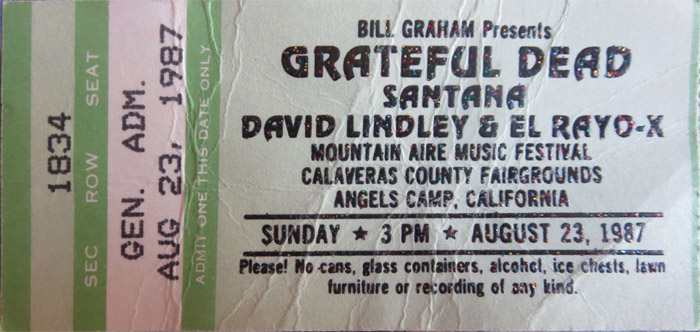 1834
SEC ROW SEAT
GEN. ADM.
AUG 23, 1987
ADMIT ONE THIS DATE ONLY
BILL GRAHAM Presents
GRATEFUL DEAD
SANTANA
DAVID LINDLEY & EL RAYO-X
MOUNTAIN AIRE MUSIC FESTIVAL
CALAVERAS COUNTY FAIRGROUNDS
ANGELS CAMP, CALIFORNIA
SUNDAY ★ 3 PM ★ AUGUST 23, 1987
Please! No cans, glass containers, alcohol, ice chests, lawn
furniture or recording of any kind.